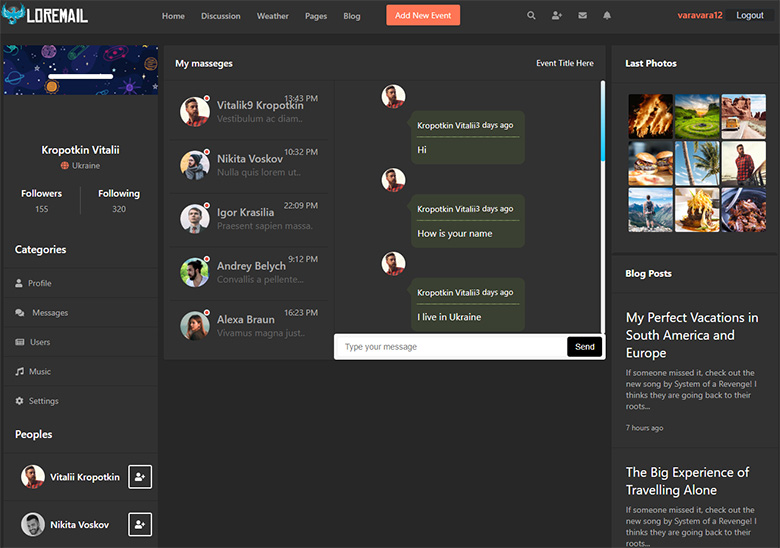 LOREMAIL
Home
Discussion
Weather
Pages
Blog
Add New Event
varavara12
Logout
Kropotkin Vitalii
Ukraine
Followers
155
Following
320
Categories
Profile
Messages
Users
Music
Settings
Peoples
Vitalii Kropotkin
Nikita Voskov
My masseges
Event Title Here
13:43 PM
Vitalik9 Kropotkin
Vestibulum ac diam..
10:32 PM
Nikita Voskov
Nulla quis lorem ut..
22:09 PM
Igor Krasilia
Praesent sapien massa.
9:12 PM
Andrey Belych
Convallis a pellente...
16:23 PM
Alexa Braun
Vivamus magna just..
Kropotkin Vitalii3 days ago
Hi
Kropotkin Vitalii3 days ago
How is your name
Kropotkin Vitalii3 days ago
I live in Ukraine
Type your message
Send
Last Photos
Blog Posts
My Perfect Vacations in
South America and
Europe
If someone missed it, check out the
new song by System of a Revenge! I
thinks they are going back to their
roots...
7 hours ago
The Big Experience of
Travelling Alone
If someone missed it, check out the
new song by System of a Revenge! I
thinks they are going back to their
roots...